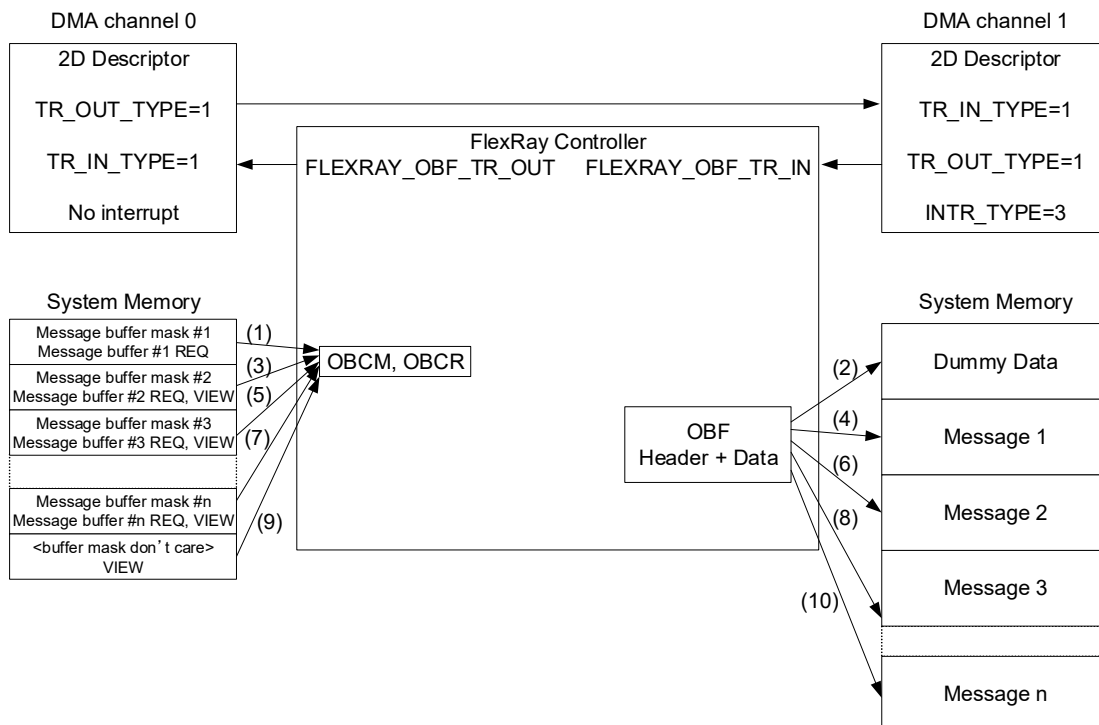 DMA channel 0
2D Descriptor
TR_OUT_TYPE=1
TR_IN_TYPE=1
No interrupt
DMA channel 1
2D Descriptor
TR_IN_TYPE=1
TR_OUT_TYPE=1
INTR_TYPE=3
FlexRay Controller
FLEXRAY_OBF_TR_OUT
FLEXRAY_OBF_TR_IN
System Memory
Message buffer mask #1
Message buffer #1 REQ
Message buffer mask #2
Message buffer #2 REQ, VIEW
Message buffer mask #3
Message buffer #3 REQ, VIEW
Message buffer mask #n
Message buffer #n REQ, VIEW
<buffer mask don’t care>
VIEW
(1)
(3)
(5)
(7)
(9)
OBCM, OBCR
OBF
Header + Data
(2)
(4)
(6)
(8)
(10)
System Memory
Dummy Data
Message 1
Message 2
Message 3
Message n